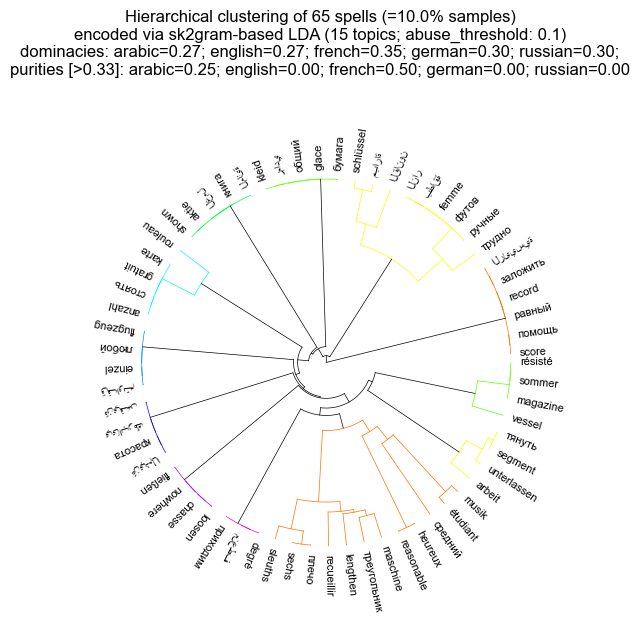 Hierarchical clustering of 65 spells (=10.0% samples)
encoded via sk2gram-based LDA (15 topics; abuse_threshold: 0.1)
dominacies: arabic=0.27; english=0.27; french=0.35; german=0.30; russian=0.30;
purities [>0.33]: arabic=0.25; english=0.00; french=0.50; german=0.00; russian=0.00
schlüssel
femme
футов
ручные
трудно
заложить
record
равный
помощь
score
résisté
sommer
magazine
vessel
тянуть
segment
unterlassen
arbeit
musik
étudiant
средний
heureux
reasonable
maschine
треугольник
lengthen
recueillir
плечо
sechs
sleuths
degré
приходим
loosen
chasse
nowhere
fließen
красота
einzel
любой
flugzeug
anzahl
стоять
gratuit
karte
rouleau
shown
aktie
книга
kleid
общий
glace
бумага